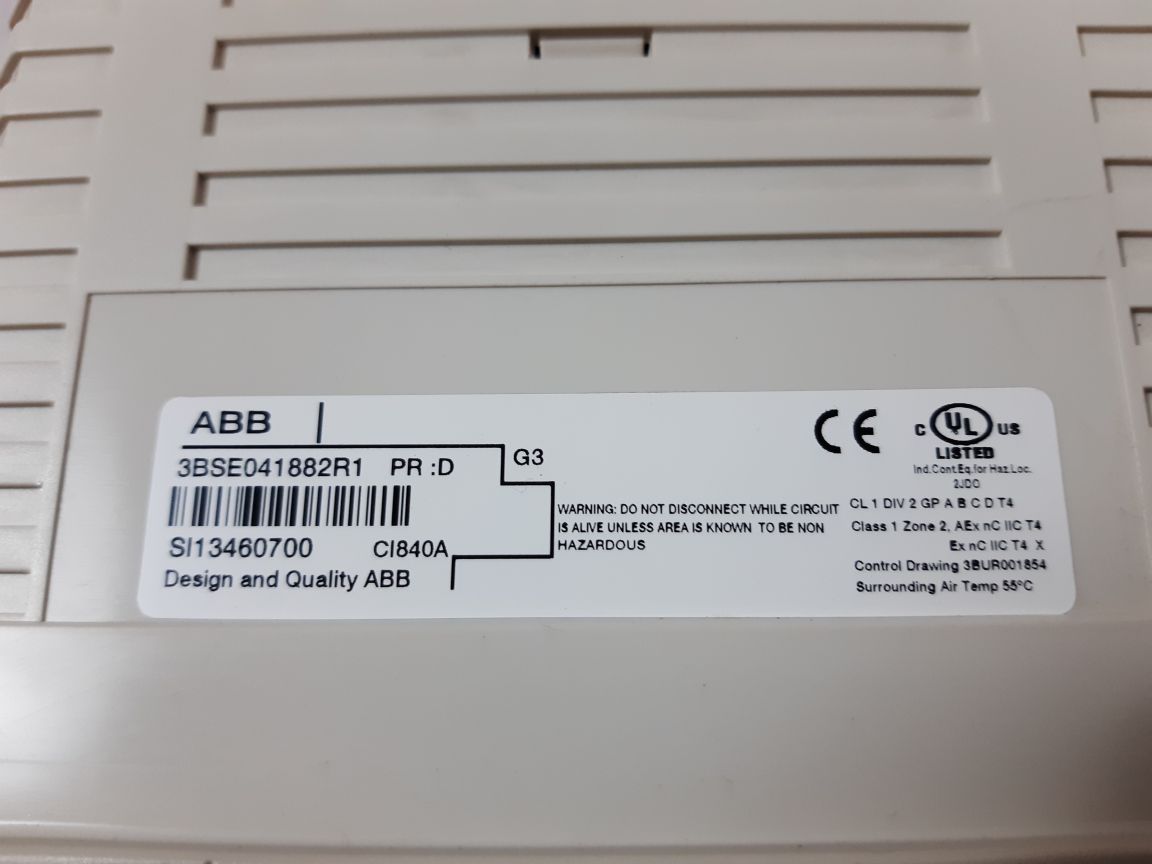 ABB
3BSE041882R1 PR :D
G3
SI13460700 CI840A
Design and Quality ABB
WARNING: DO NOT DISCONNECT WHILE CIRCUIT
IS ALIVE UNLESS AREA IS KNOWN TO BE NON
HAZARDOUS
CE
C UL US
LISTED
Ind.Cont.Eq.for Haz.Loc.
2JD0
CL 1 DIV 2 GP A B C D T4
Class 1 Zone 2, AEx nC IIC T4
Ex nC IIC T4 X
Control Drawing 3BUR001854
Surrounding Air Temp 55°C